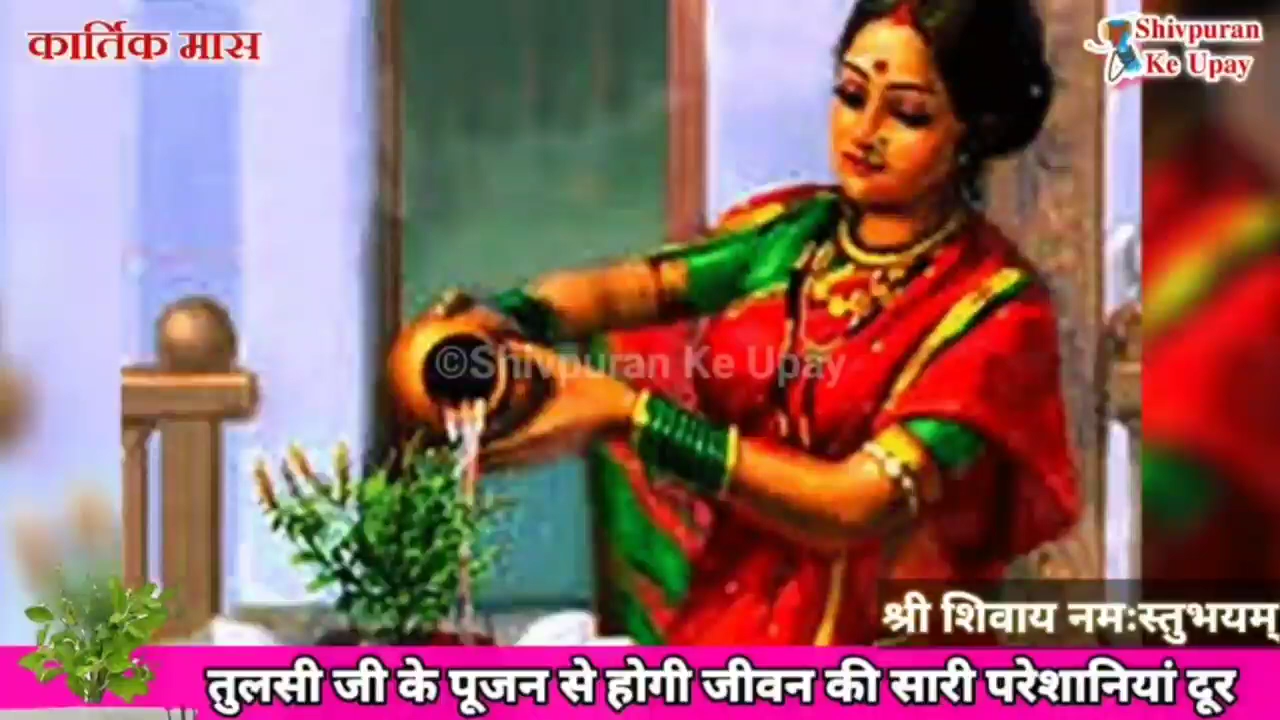 कार्तिक मास
Shivpuran
Ke Upay
©Shivpuran Ke Upay
श्री शिवाय नमःस्तुभयम्
तुलसी जी के पूजन से होगी जीवन की सारी परेशानियां दूर